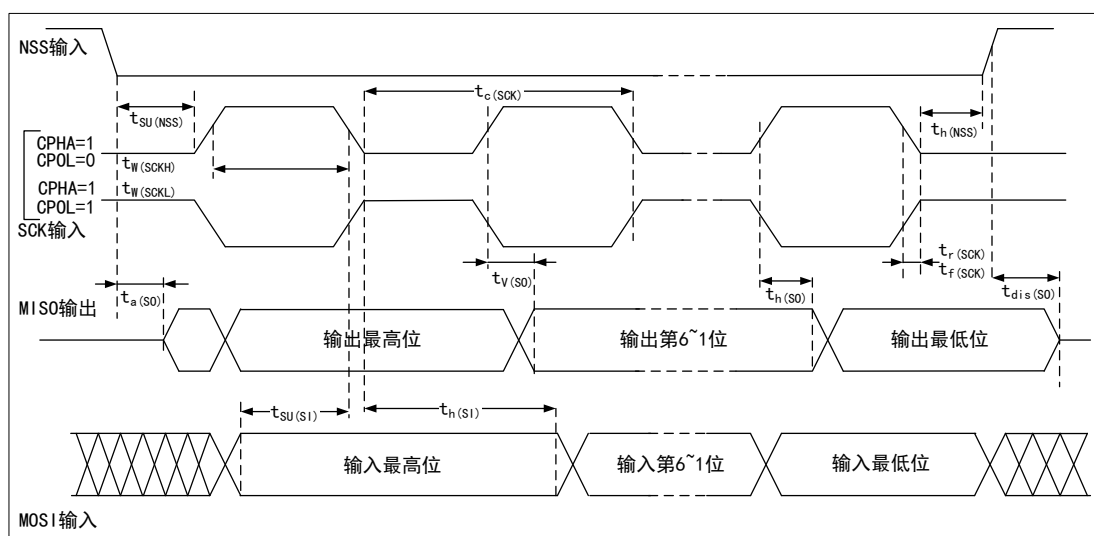 NSS输入
tc(SCK)
tSU(NSS)
th(NSS)
CPHA=1
CPOL=0
tW(SCKH)
CPHA=1
tW(SCKL)
CPOL=1
SCK输入
tr(SCK)
tf(SCK)
ta(SO)
tV(SO)
th(SO)
tdis(SO)
MISO输出
输出最高位
输出第6~1位
输出最低位
tSU(SI)
th(SI)
输入最高位
输入第6~1位
输入最低位
MOSI输入